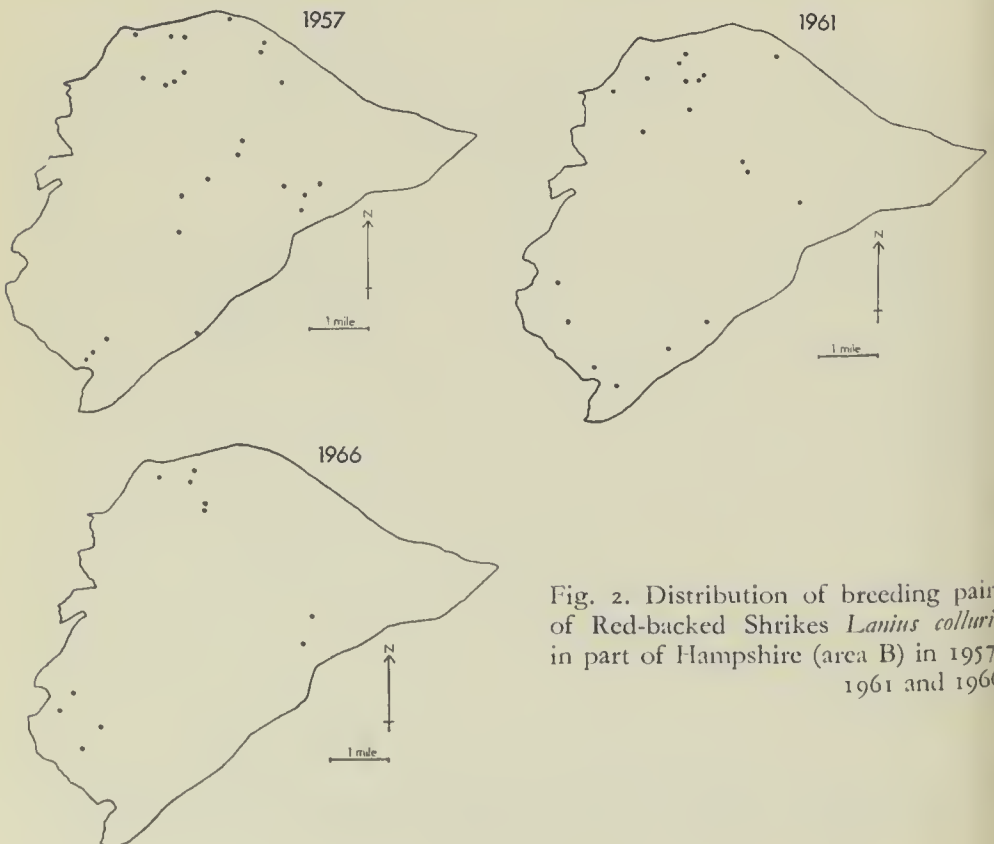 1957
N
1 mile
1961
N
1 mile
1966
N
1 mile
Fig. 2. Distribution of breeding pair
of Red-backed Shrikes Lanius colluri
in part of Hampshire (area B) in 1957
1961 and 1966